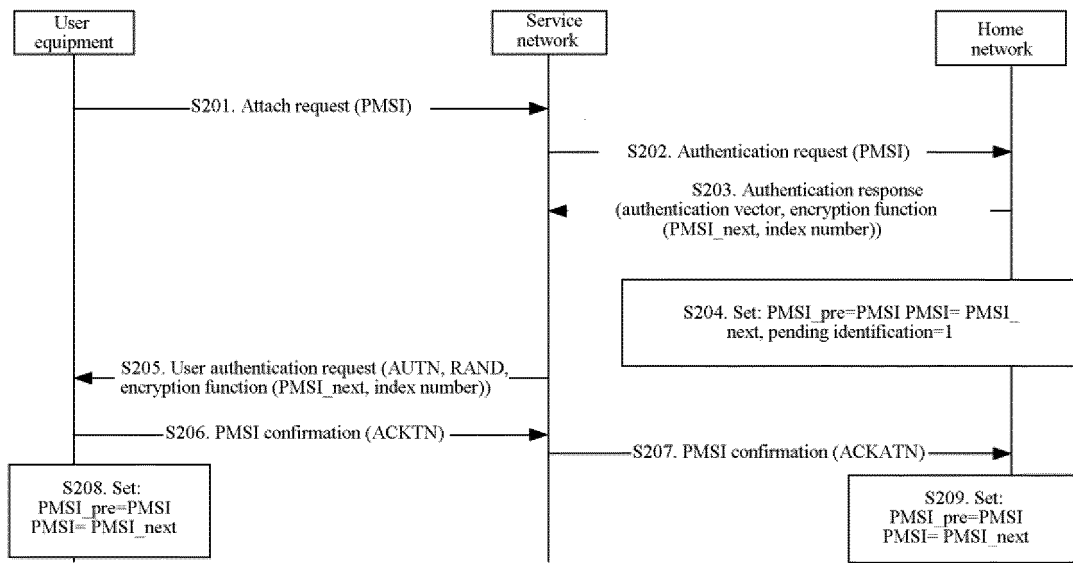 User
equipment
Service
network
Home
network
S201. Attach request (PMSI)
S202. Authentication request (PMSI)
S203. Authentication response
(authentication vector, encryption function
(PMSI_next, index number))
S204. Set: PMSI_pre=PMSI PMSI= PMSI_
next, pending identification=1
S205. User authentication request (AUTN, RAND,
encryption function (PMSI_next, index number))
S206. PMSI confirmation (ACKTN)
S207. PMSI confirmation (ACKATN)
S208. Set:
PMSI_pre=PMSI
PMSI= PMSI_next
S209. Set:
PMSI_pre=PMSI
PMSI= PMSI_next